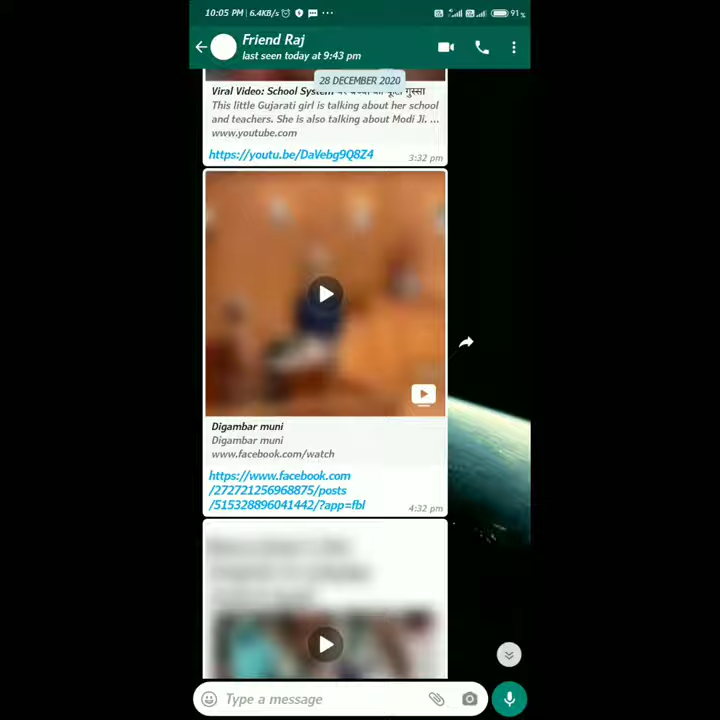 10:05 PM | 6.4KB/s
91%
Friend Raj
last seen today at 9:43 pm
28 DECEMBER 2020
Viral Video: School System पर बच्ची का फूटा गुस्सा
This little Gujarati girl is talking about her school
and teachers. She is also talking about Modi Ji. ...
www.youtube.com
https://youtu.be/DaVebg9Q8Z4
3:32 pm
Digambar muni
Digambar muni
www.facebook.com/watch
https://www.facebook.com
/272721256968875/posts
/515328896041442/?app=fbl
4:32 pm
Type a message